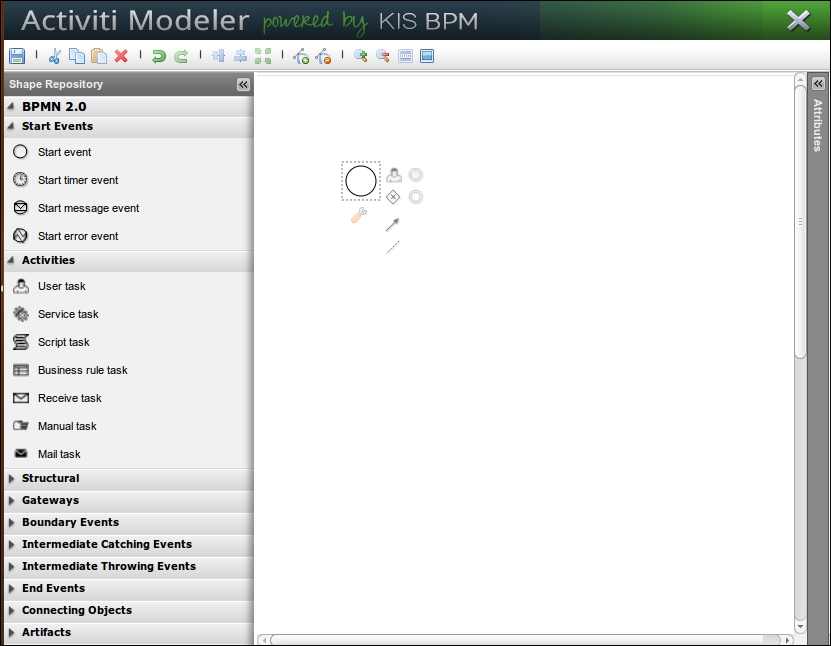 Activiti Modeler powered by KIS BPM
Shape Repository
BPMN 2.0
Start Events
Start event
Start timer event
Start message event
Start error event
Activities
User task
Service task
Script task
Business rule task
Receive task
Manual task
Mail task
Structural
Gateways
Boundary Events
Intermediate Catching Events
Intermediate Throwing Events
End Events
Connecting Objects
Artifacts
Attributes